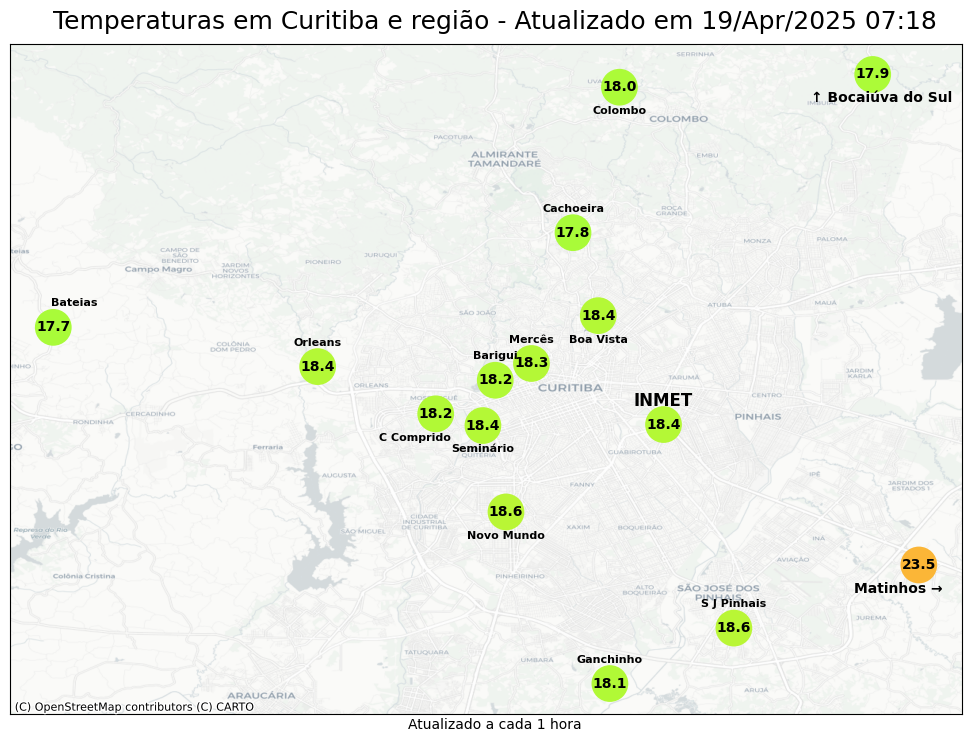 Temperaturas em Curitiba e região - Atualizado em 19/Apr/2025 07:18
SERRINHA
17.9
↑ Bocaiúva do Sul
18.0
Colombo
COLOMBO
PACOTUBA
ALMIRANTE
TAMANDARÉ
EMBU
Cachoeira
17.8
ROÇA
GRANDE
MONZA
PALOMA
CAMPO DE
SÃO
BENEDITO
JURUQUI
PIONEIRO
Campo Magro
JARDIM
NOVOS
HORIZONTES
Bateias
17.7
SÃO JOÃO
ATUBA
MAUÁ
18.4
Boa Vista
COLÔNIA
DOM PEDRO
Orleans
18.4
Mercês
18.3
Barigui
18.2
ORLEANS
CURITIBA
TARUMÃ
JARDIM
KARLA
CENTRO
INMET
18.4
PINHAIS
18.2
C Comprido
18.4
Seminário
CERCADINHO
RONDINHA
Ferraria
CUABIROTUBA
AUGUSTA
FANNY
IPÊ
JARDIM DOS
ESTADOS I
18.6
Novo Mundo
CIDADE
INDUSTRIAL
DE CURITIBA
SÃO MIGUEL
XAXIM
BOQUEIRÃO
Represa do Rio
Verde
INÁ
AVIAÇÃO
23.5
Matinhos →
Colônia Cristina
PINHEIRINHO
ALTO
BOQUEIRÃO
SÃO JOSÉ DOS
PINHAIS
S J Pinhais
18.6
JUREMA
TATUQUARA
UMBARÁ
Ganchinho
18.1
ARAUCÁRIA
ARUJÁ
(C) OpenStreetMap contributors (C) CARTO
Atualizado a cada 1 hora